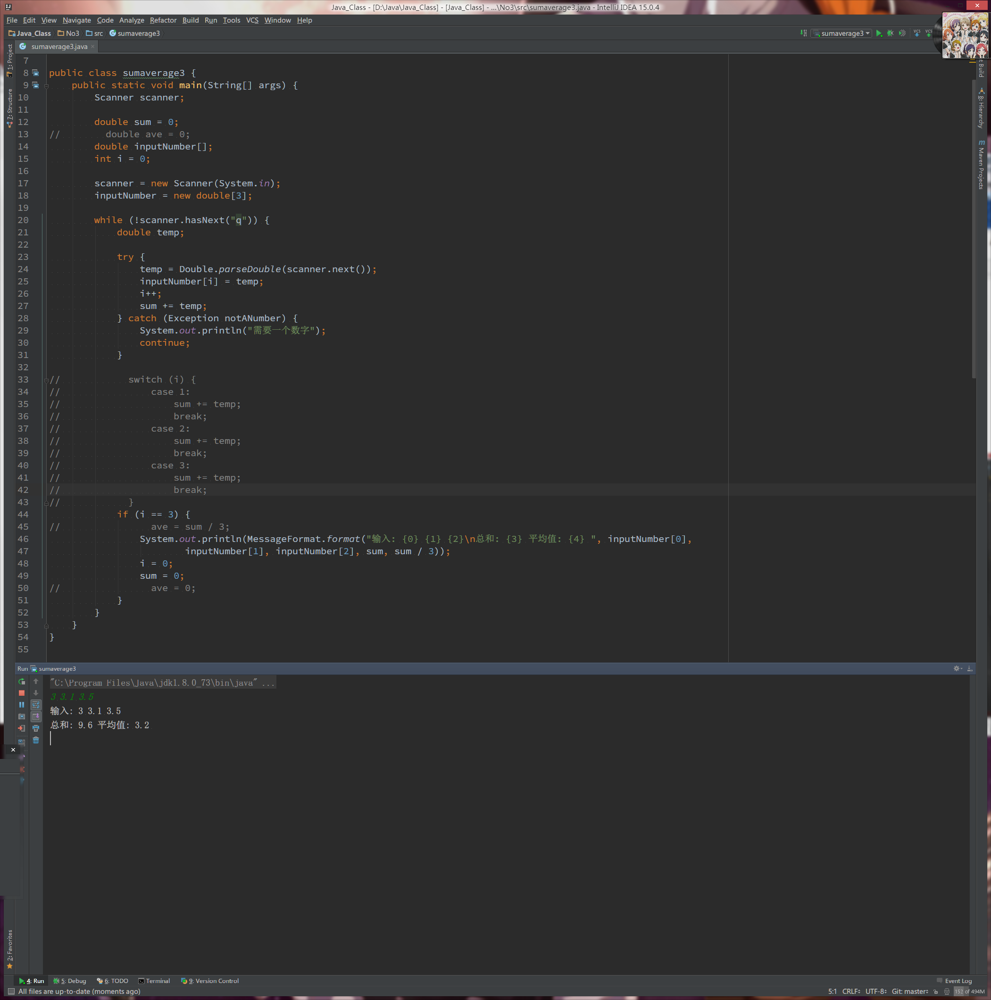 Java_Class - [D:\Java\Java_Class] - [Java_Class] - ...\No3\src\sumaverage3.java - IntelliJ IDEA 15.0.4
File Edit View Navigate Code Analyze Refactor Build Run Tools VCS Window Help
Java_Class No3 src sumaverage3
sumaverage3 VCS VCS
sumaverage3.java
1: Project
7: Structure
2: Favorites
t Build
8: Hierarchy
m Maven Projects
7
8 public class sumaverage3 {
9 public static void main(String[] args) {
10 Scanner scanner;
11
12 double sum = 0;
13 // double ave = 0;
14 double inputNumber[];
15 int i = 0;
16
17 scanner = new Scanner(System.in);
18 inputNumber = new double[3];
19
20 while (!scanner.hasNext("q")) {
21 double temp;
22
23 try {
24 temp = Double.parseDouble(scanner.next());
25 inputNumber[i] = temp;
26 i++;
27 sum += temp;
28 } catch (Exception notANumber) {
29 System.out.println("需要一个数字");
30 continue;
31 }
32
33 // switch (i) {
34 // case 1:
35 // sum += temp;
36 // break;
37 // case 2:
38 // sum += temp;
39 // break;
40 // case 3:
41 // sum += temp;
42 // break;
43 // }
44 if (i == 3) {
45 // ave = sum / 3;
46 System.out.println(MessageFormat.format("输入: {0} {1} {2}\n总和: {3} 平均值: {4} ", inputNumber[0],
47 inputNumber[1], inputNumber[2], sum, sum / 3));
48 i = 0;
49 sum = 0;
50 // ave = 0;
51 }
52 }
53 }
54 }
55
Run sumaverage3
"C:\Program Files\Java\jdk1.8.0_73\bin\java" ...
3 3.1 3.5
输入: 3 3.1 3.5
总和: 9.6 平均值: 3.2
4: Run 5: Debug 6: TODO Terminal 9: Version Control Event Log
All files are up-to-date (moments ago) 5:1 CRLF UTF-8 Git: master 152 of 494M